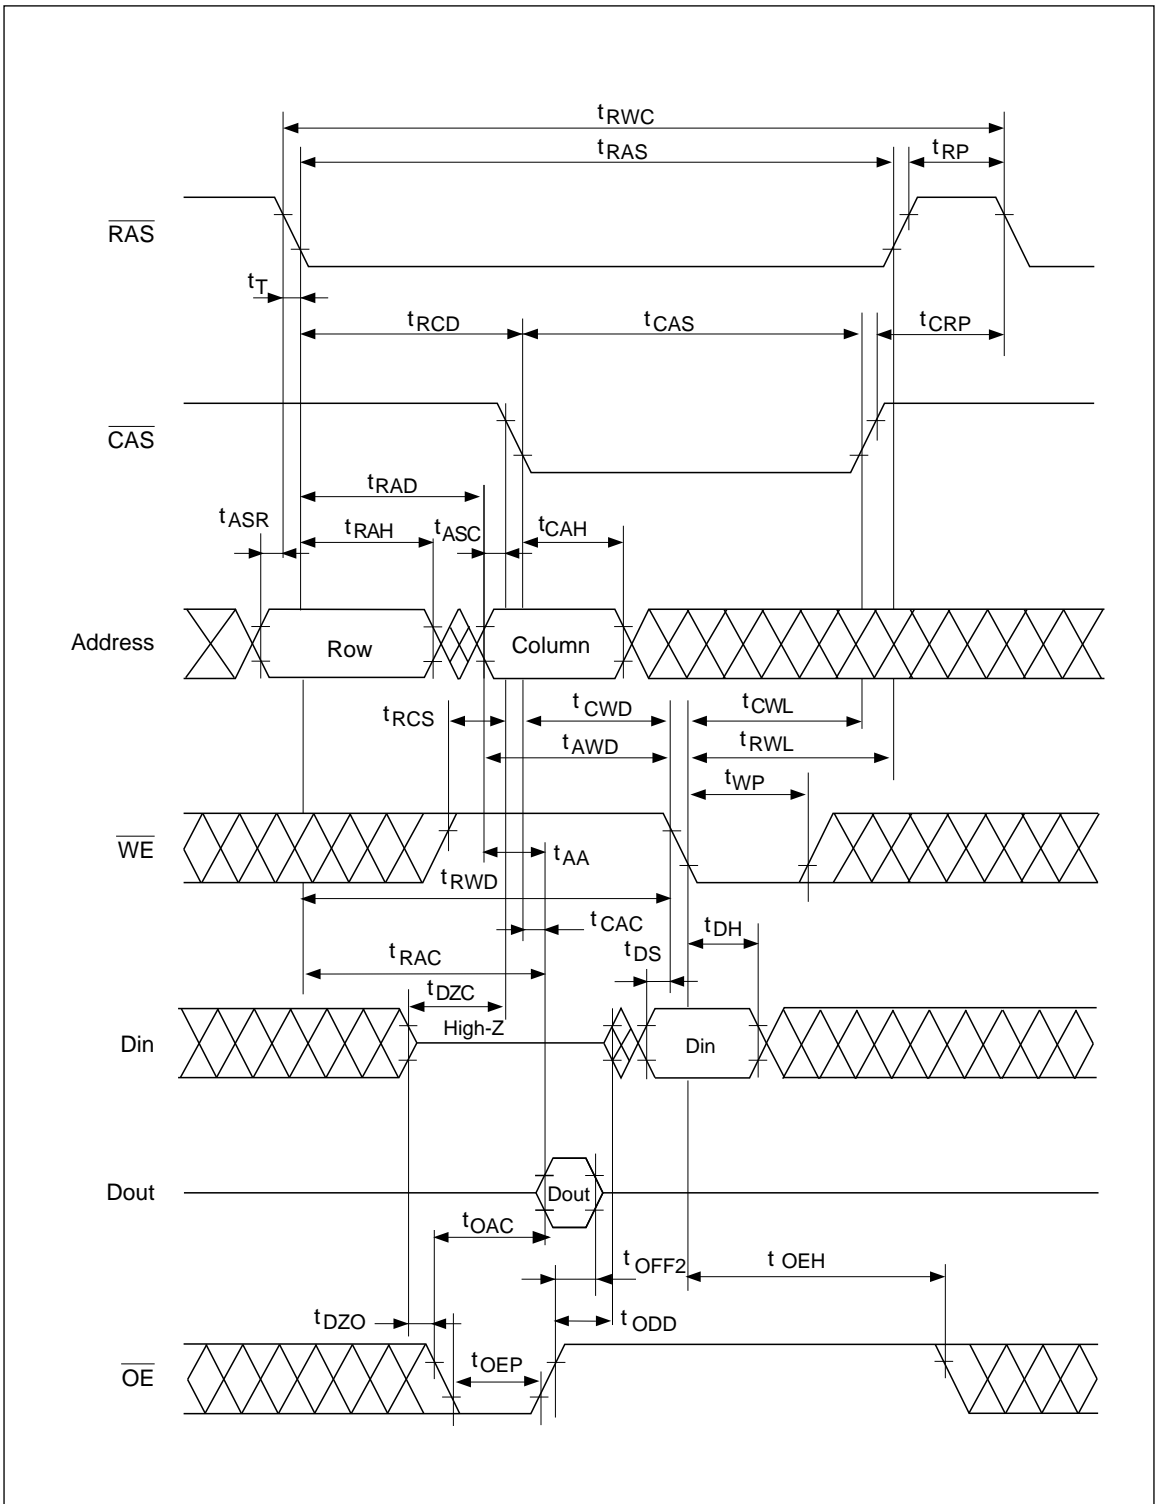 tRWC
tRAS
tRP
RAS
tT
tRCD
tCAS
tCRP
CAS
tRAD
tASR
tRAH
tASC
tCAH
Address
Row
Column
tRCS
tCWD
tCWL
tAWD
tRWL
tWP
WE
tAA
tRWD
tCAC
tDH
tRAC
tDS
tDZC
High-Z
Din
Din
Dout
Dout
tOAC
tOFF2
tOEH
tDZO
tODD
tOEP
OE